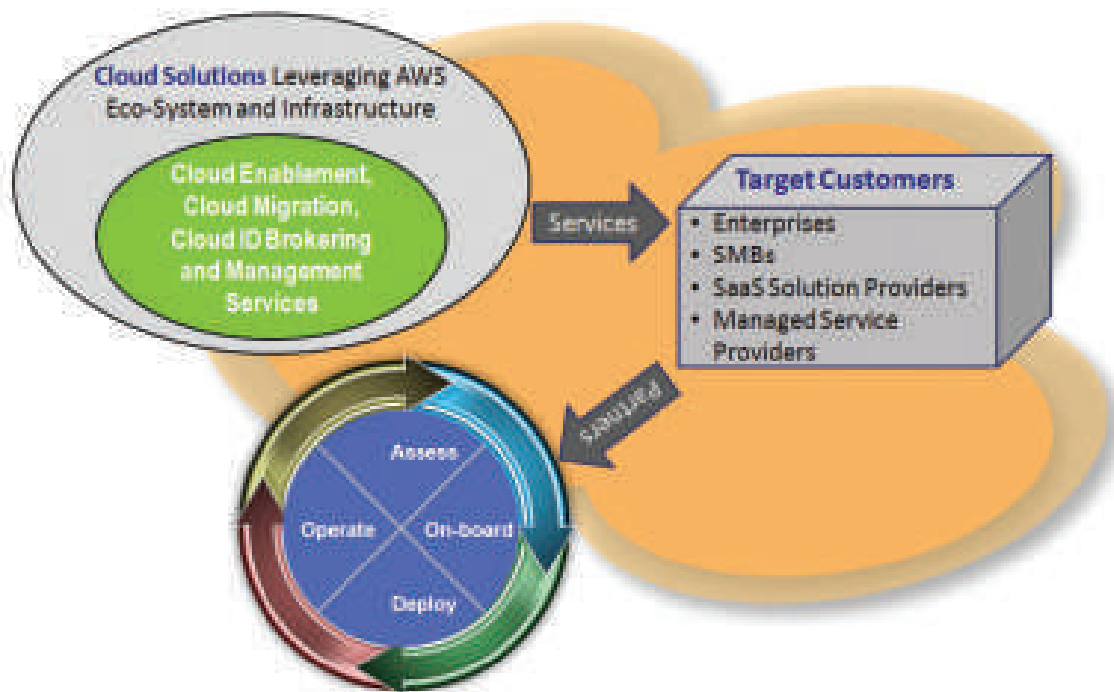 Cloud Solutions Leveraging AWS
Eco-System and Infrastructure
Cloud Enablement,
Cloud Migration,
Cloud ID Brokering
and Management
Services
Services
Target Customers
• Enterprises
• SMBs
• SaaS Solution Providers
• Managed Service
Providers
Partners
Assess
Operate
On-board
Deploy